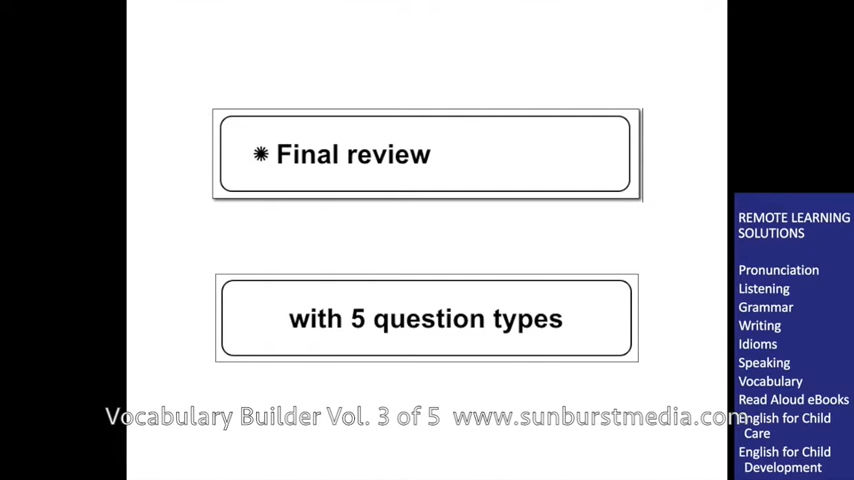 ✷ Final review
with 5 question types
Vocabulary Builder Vol. 3 of 5 www.sunburstmedia.com
REMOTE LEARNING
SOLUTIONS
Pronunciation
Listening
Grammar
Writing
Idioms
Speaking
Vocabulary
Read Aloud eBooks
English for Child
Care
English for Child
Development